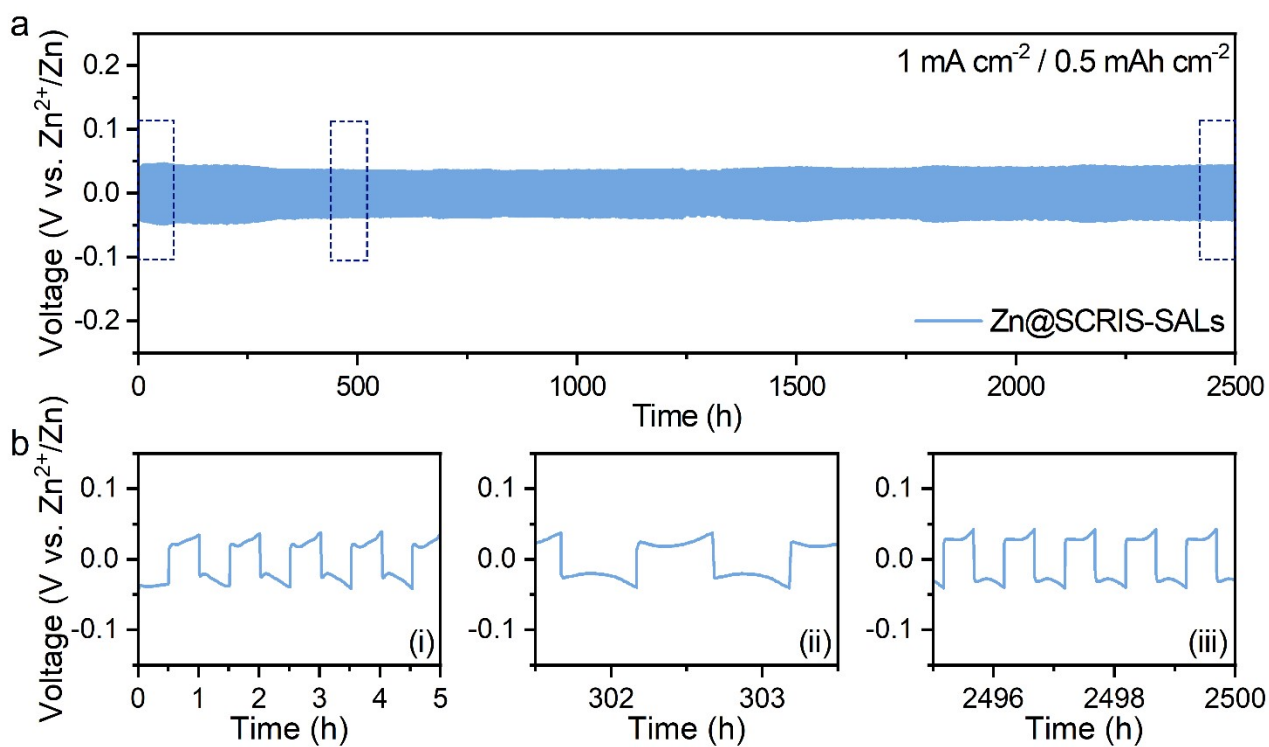 a
1 mA cm⁻² / 0.5 mAh cm⁻²
Voltage (V vs. Zn²⁺/Zn)
0.2
0.1
0.0
-0.1
-0.2
Zn@SCRIS-SALs
0 500 1000 1500 2000 2500
Time (h)
b
Voltage (V vs. Zn²⁺/Zn)
0.1
0.0
-0.1
(i)
0 1 2 3 4 5
Time (h)
0.1
0.0
-0.1
(ii)
302 303
Time (h)
0.1
0.0
-0.1
(iii)
2496 2498 2500
Time (h)